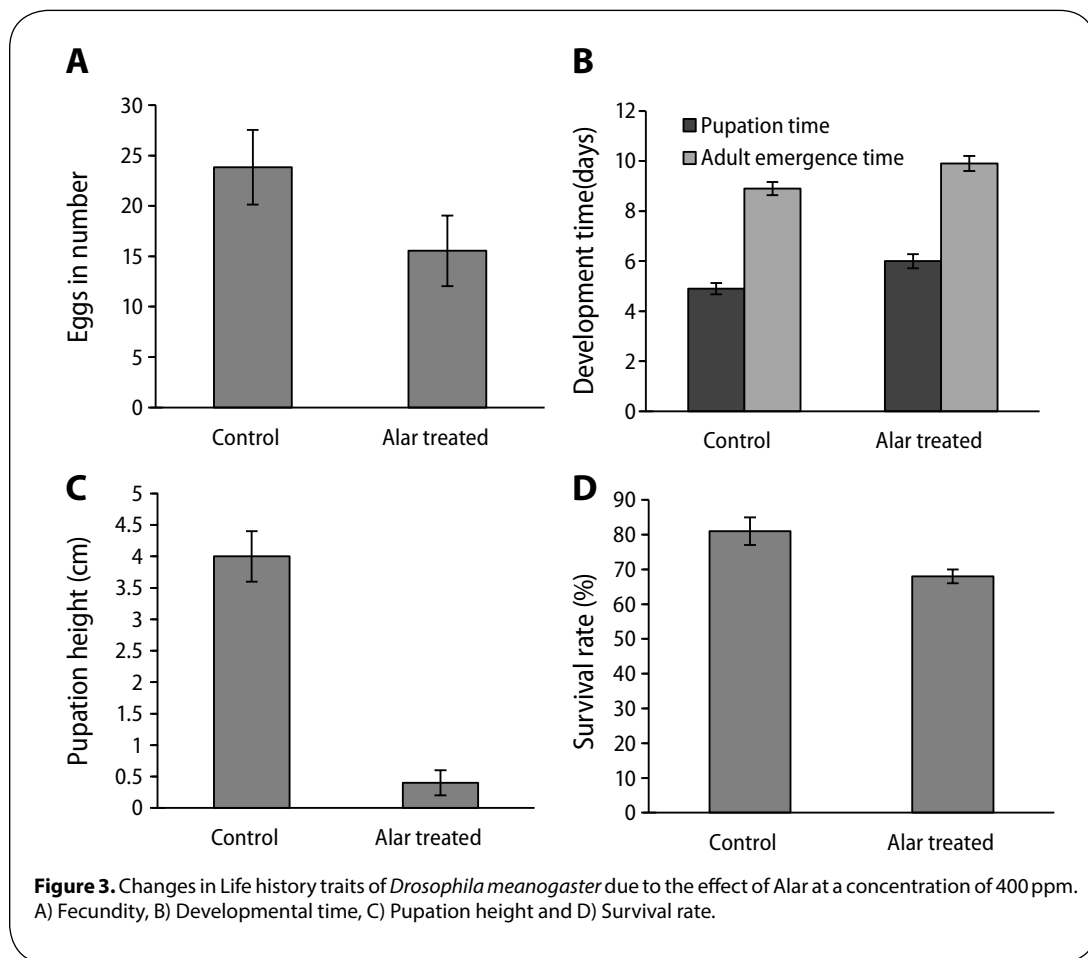 A
30
25
20
15
10
5
0
Eggs in number
Control
Alar treated
B
12
10
8
6
4
2
0
Development time(days)
Pupation time
Adult emergence time
Control
Alar treated
C
5
4.5
4
3.5
3
2.5
2
1.5
1
0.5
0
Pupation height (cm)
Control
Alar treated
D
90
80
70
60
50
40
30
20
10
0
Survival rate (%)
Control
Alar treated
Figure 3. Changes in Life history traits of Drosophila meanogaster due to the effect of Alar at a concentration of 400 ppm.
A) Fecundity, B) Developmental time, C) Pupation height and D) Survival rate.